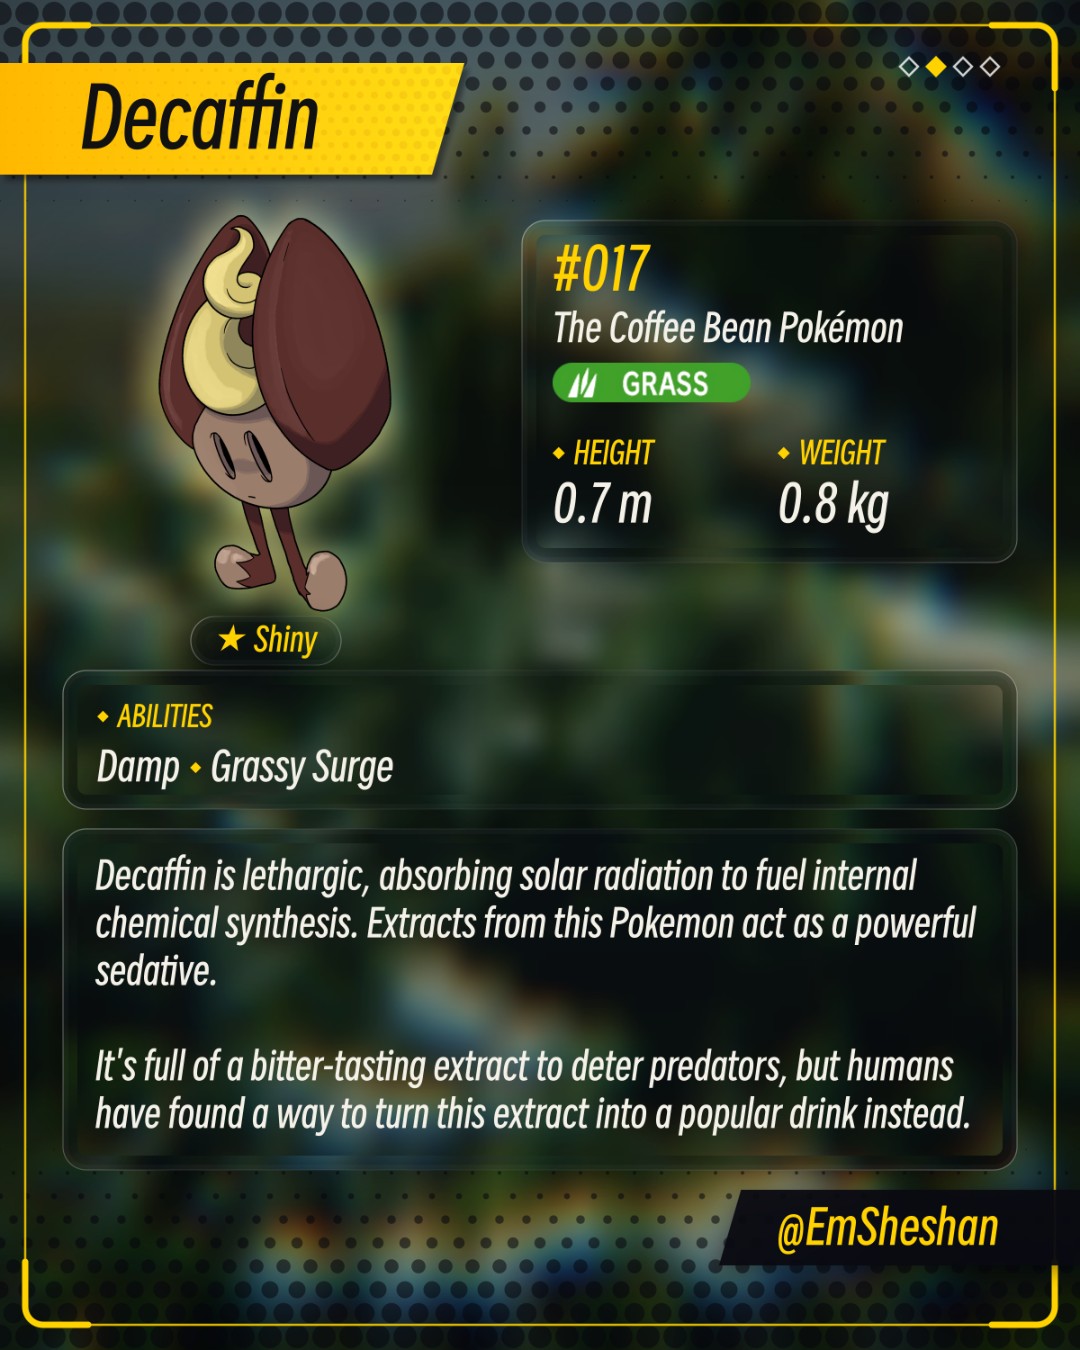 Decaffin
#017
The Coffee Bean Pokémon
GRASS
HEIGHT WEIGHT
0.7 m 0.8 kg
★ Shiny
ABILITIES
Damp ⬥ Grassy Surge
Decaffin is lethargic, absorbing solar radiation to fuel internal
chemical synthesis. Extracts from this Pokemon act as a powerful
sedative.
It's full of a bitter-tasting extract to deter predators, but humans
have found a way to turn this extract into a popular drink instead.
@EmSheshan